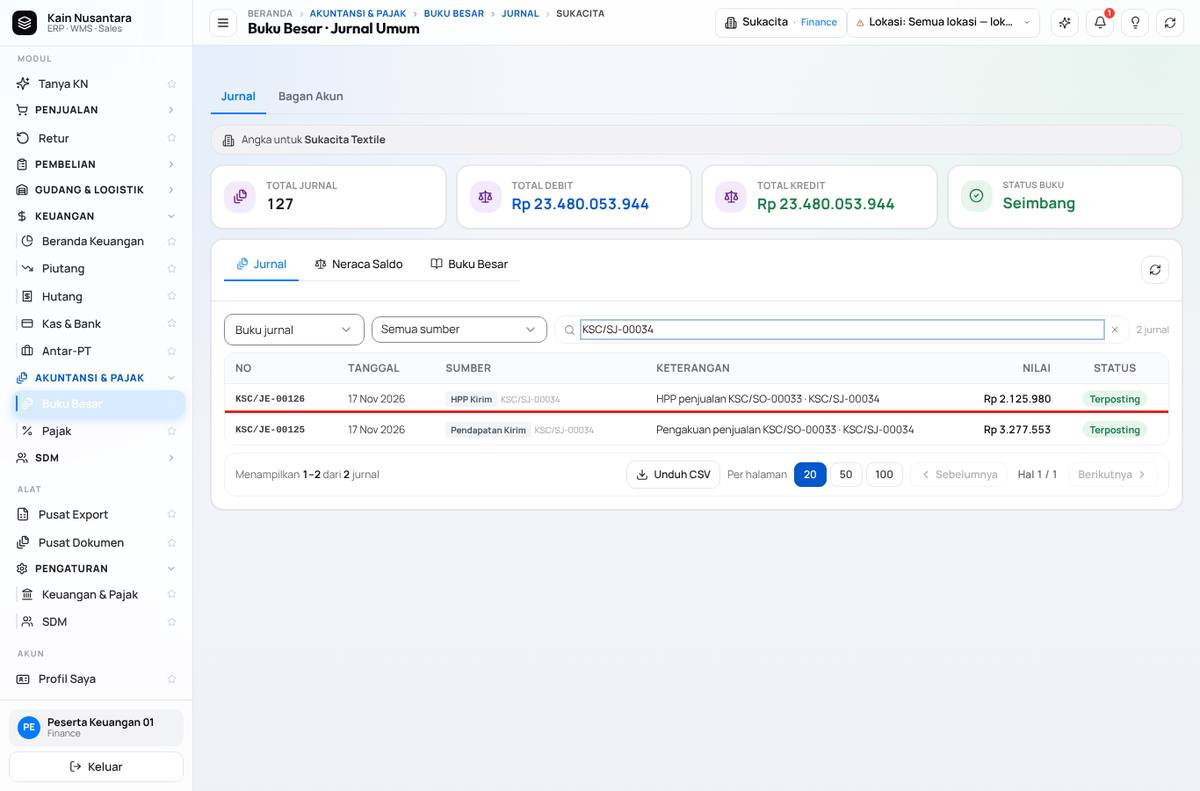 Kain Nusantara
ERP · WMS · Sales
MODUL
Tanya KN
PENJUALAN
Retur
PEMBELIAN
GUDANG & LOGISTIK
KEUANGAN
Beranda Keuangan
Piutang
Hutang
Kas & Bank
Antar-PT
AKUNTANSI & PAJAK
Buku Besar
Pajak
SDM
ALAT
Pusat Export
Pusat Dokumen
PENGATURAN
Keuangan & Pajak
SDM
AKUN
Profil Saya
PE
Peserta Keuangan 01
Finance
Keluar
BERANDA › AKUNTANSI & PAJAK › BUKU BESAR › JURNAL › SUKACITA
Buku Besar · Jurnal Umum
Sukacita · Finance
Lokasi: Semua lokasi — lok...
1
Jurnal Bagan Akun
Angka untuk Sukacita Textile
TOTAL JURNAL
127
TOTAL DEBIT
Rp 23.480.053.944
TOTAL KREDIT
Rp 23.480.053.944
STATUS BUKU
Seimbang
Jurnal Neraca Saldo Buku Besar
Buku jurnal Semua sumber KSC/SJ-00034 × 2 jurnal
NO TANGGAL SUMBER KETERANGAN NILAI STATUS
KSC/JE-00126 17 Nov 2026 HPP Kirim KSC/SJ-00034 HPP penjualan KSC/SO-00033 · KSC/SJ-00034 Rp 2.125.980 Terposting
KSC/JE-00125 17 Nov 2026 Pendapatan Kirim KSC/SJ-00034 Pengakuan penjualan KSC/SO-00033 · KSC/SJ-00034 Rp 3.277.553 Terposting
Menampilkan 1–2 dari 2 jurnal Unduh CSV Per halaman 20 50 100 Sebelumnya Hal 1 / 1 Berikutnya